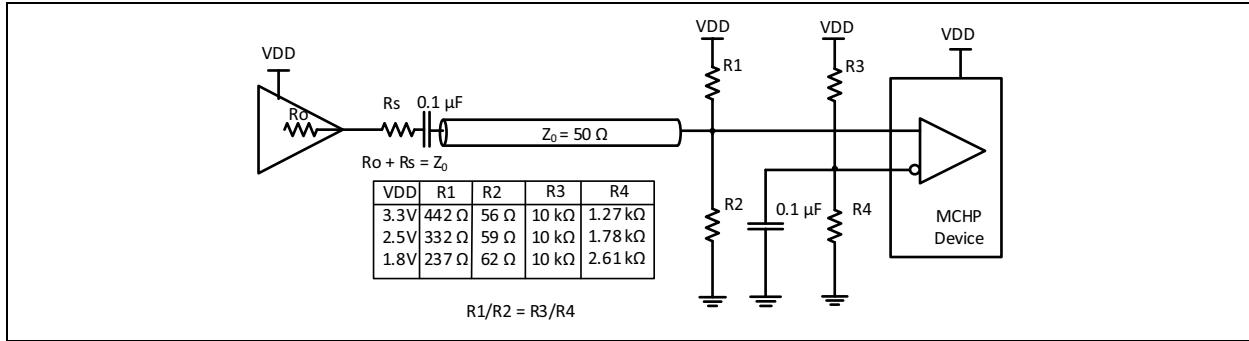 VDD
Ro
Rs
0.1 µF
Z₀ = 50 Ω
Ro + Rs = Z₀
VDD R1 R2 R3 R4
3.3V 442 Ω 56 Ω 10 kΩ 1.27 kΩ
2.5V 332 Ω 59 Ω 10 kΩ 1.78 kΩ
1.8V 237 Ω 62 Ω 10 kΩ 2.61 kΩ
R1/R2 = R3/R4
VDD
R1
R2
VDD
R3
0.1 µF
R4
VDD
MCHP
Device